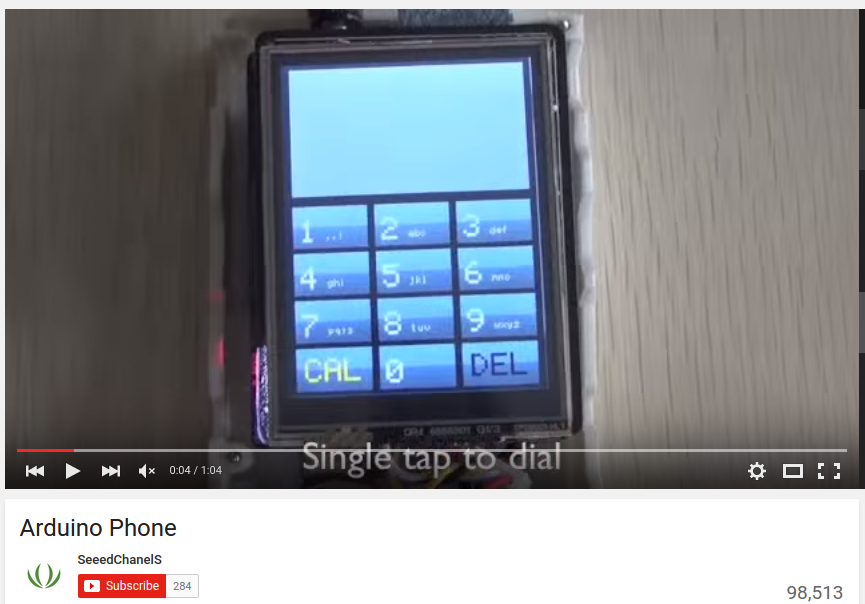 1 ..!
2 abc
3 def
4 ghi
5 jkl
6 mno
7 pqrs
8 tuv
9 wxyz
CAL 0 DEL
Single tap to dial
0:04 / 1:04
Arduino Phone
SeeedChanelS
Subscribe 284
98,513